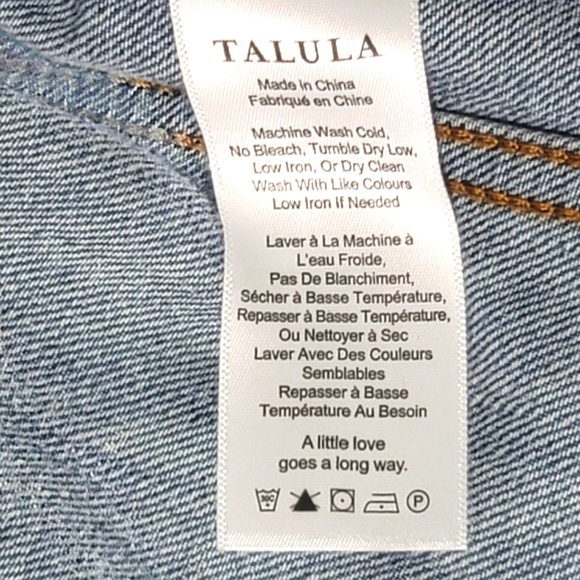 TALULA
Made in China
Fabriqué en Chine
Machine Wash Cold,
No Bleach, Tumble Dry Low,
Low Iron, Or Dry Clean
Wash With Like Colours
Low Iron If Needed
Laver à La Machine à
L'eau Froide,
Pas De Blanchiment,
Sécher à Basse Température,
Repasser à Basse Température,
Ou Nettoyer à Sec
Laver Avec Des Couleurs
Semblables
Repasser à Basse
Température Au Besoin
A little love
goes a long way.
30C P